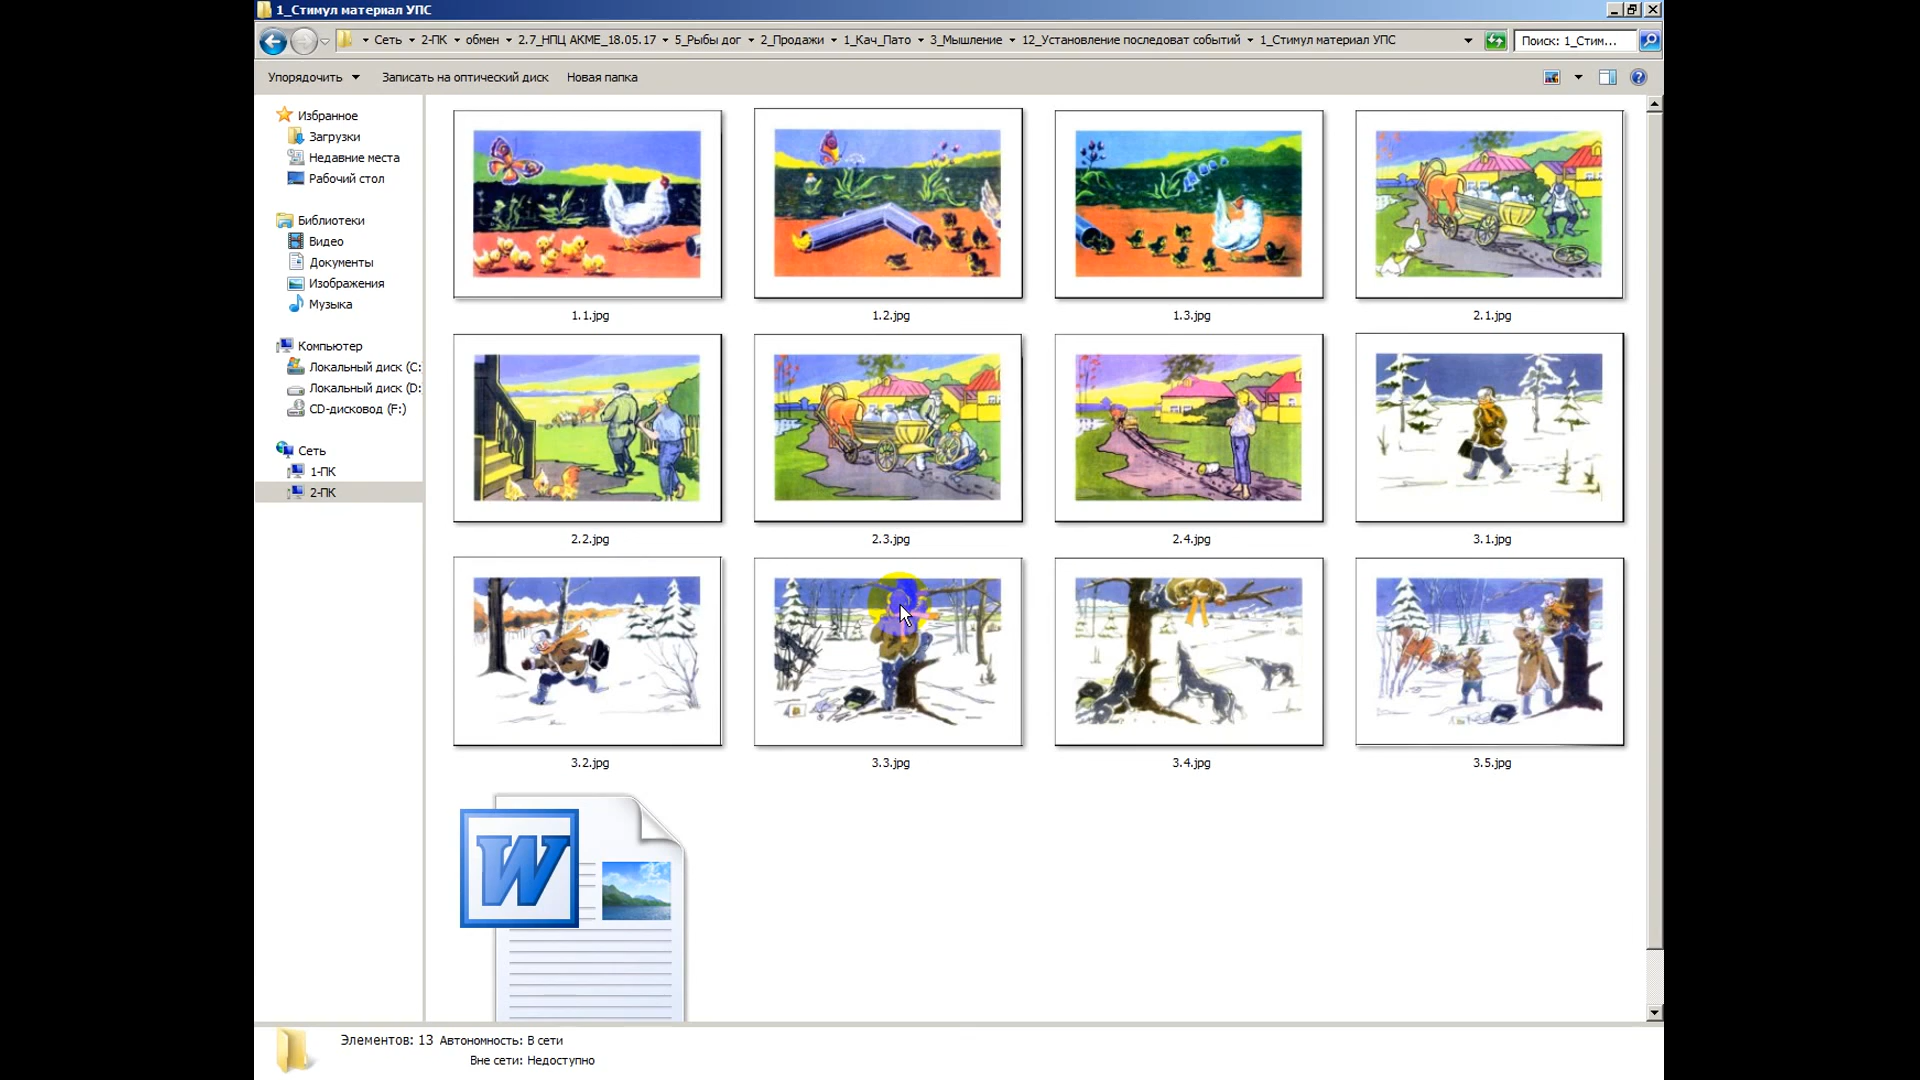 1_Стимул материал УПС
Сеть 2-ПК обмен 2.7_НПЦ АКМЕ_18.05.17 5_Рыбы дог 2_Продажи 1_Кач_Пато 3_Мышление 12_Установление последоват событий 1_Стимул материал УПС
Поиск: 1_Стим...
Упорядочить Записать на оптический диск Новая папка
Избранное
Загрузки
Недавние места
Рабочий стол
Библиотеки
Видео
Документы
Изображения
Музыка
Компьютер
Локальный диск (C:
Локальный диск (D:
CD-дисковод (F:)
Сеть
1-ПК
2-ПК
1.1.jpg 1.2.jpg 1.3.jpg 2.1.jpg
2.2.jpg 2.3.jpg 2.4.jpg 3.1.jpg
3.2.jpg 3.3.jpg 3.4.jpg 3.5.jpg
W
Элементов: 13 Автономность: В сети
Вне сети: Недоступно